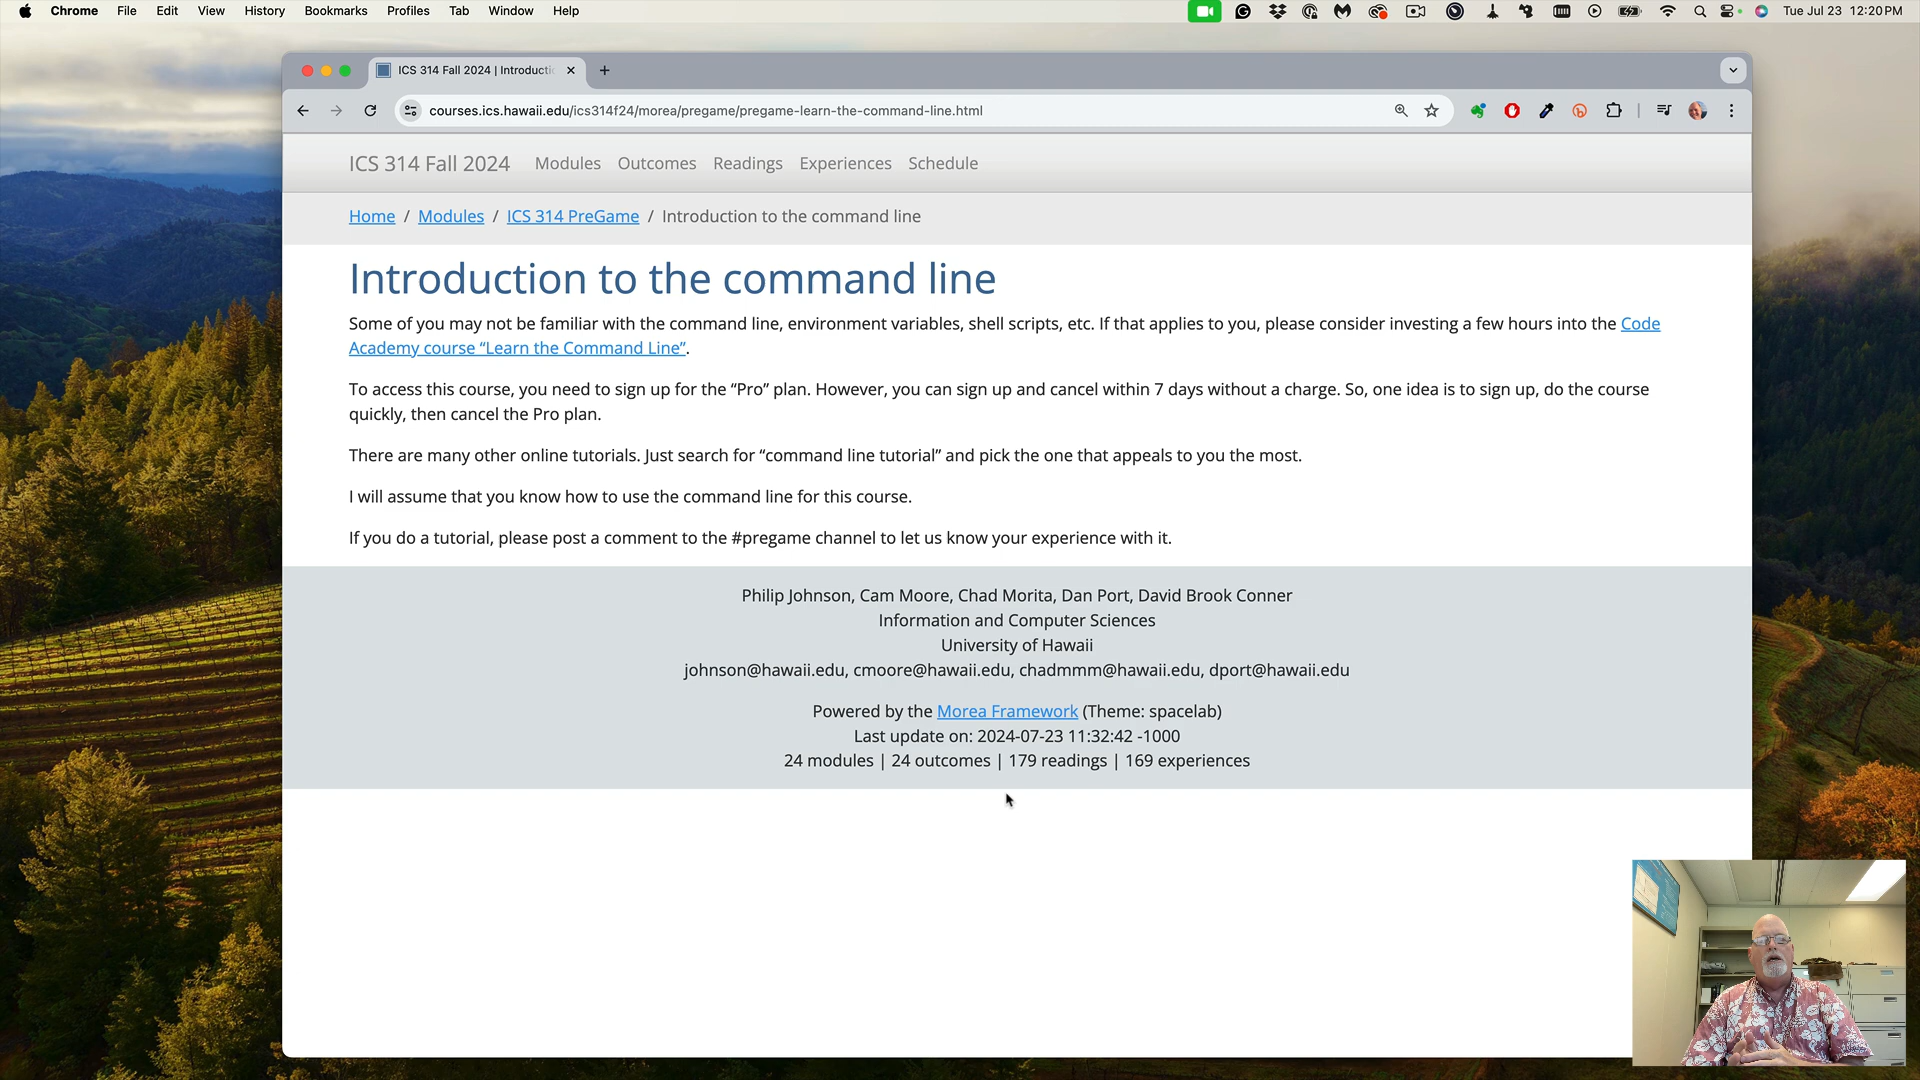 Chrome File Edit View History Bookmarks Profiles Tab Window Help Tue Jul 23 12:20 PM
ICS 314 Fall 2024 | Introducti
courses.ics.hawaii.edu/ics314f24/morea/pregame/pregame-learn-the-command-line.html
ICS 314 Fall 2024 Modules Outcomes Readings Experiences Schedule
Home / Modules / ICS 314 PreGame / Introduction to the command line
Introduction to the command line
Some of you may not be familiar with the command line, environment variables, shell scripts, etc. If that applies to you, please consider investing a few hours into the Code
Academy course “Learn the Command Line”.
To access this course, you need to sign up for the “Pro” plan. However, you can sign up and cancel within 7 days without a charge. So, one idea is to sign up, do the course
quickly, then cancel the Pro plan.
There are many other online tutorials. Just search for “command line tutorial” and pick the one that appeals to you the most.
I will assume that you know how to use the command line for this course.
If you do a tutorial, please post a comment to the #pregame channel to let us know your experience with it.
Philip Johnson, Cam Moore, Chad Morita, Dan Port, David Brook Conner
Information and Computer Sciences
University of Hawaii
johnson@hawaii.edu, cmoore@hawaii.edu, chadmmm@hawaii.edu, dport@hawaii.edu
Powered by the Morea Framework (Theme: spacelab)
Last update on: 2024-07-23 11:32:42 -1000
24 modules | 24 outcomes | 179 readings | 169 experiences